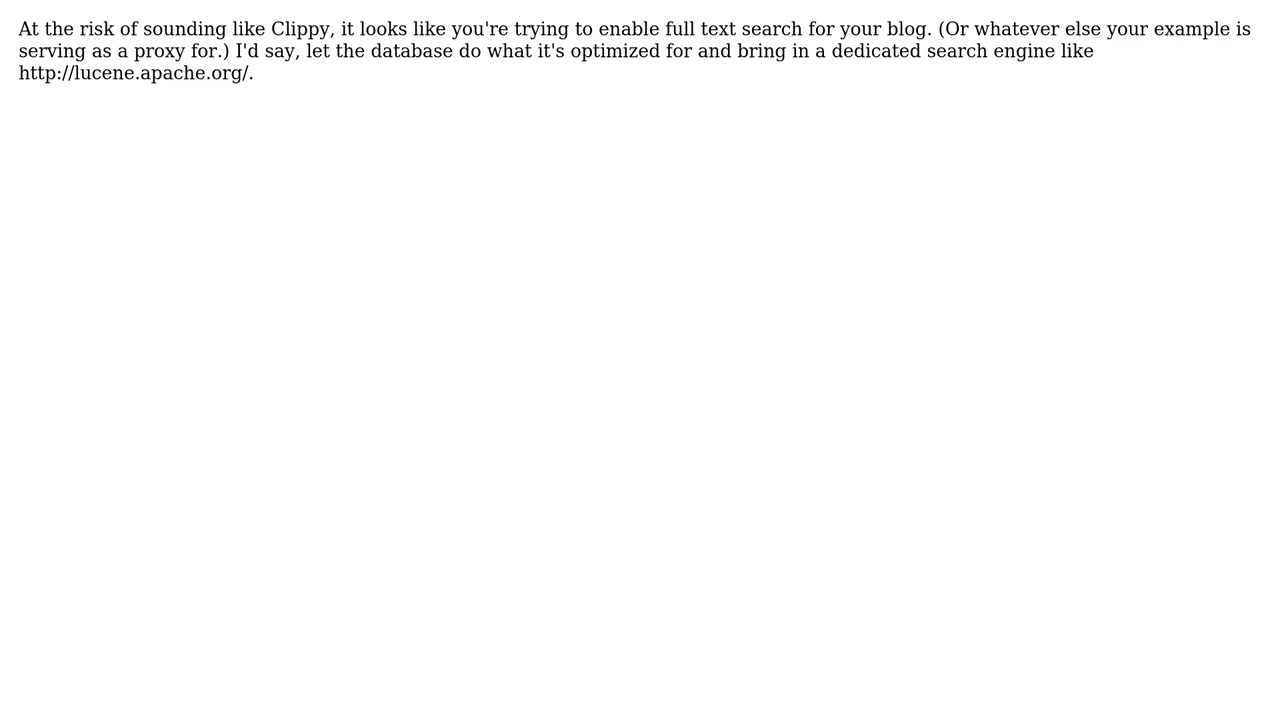 At the risk of sounding like Clippy, it looks like you're trying to enable full text search for your blog. (Or whatever else your example is
serving as a proxy for.) I'd say, let the database do what it's optimized for and bring in a dedicated search engine like
http://lucene.apache.org/.